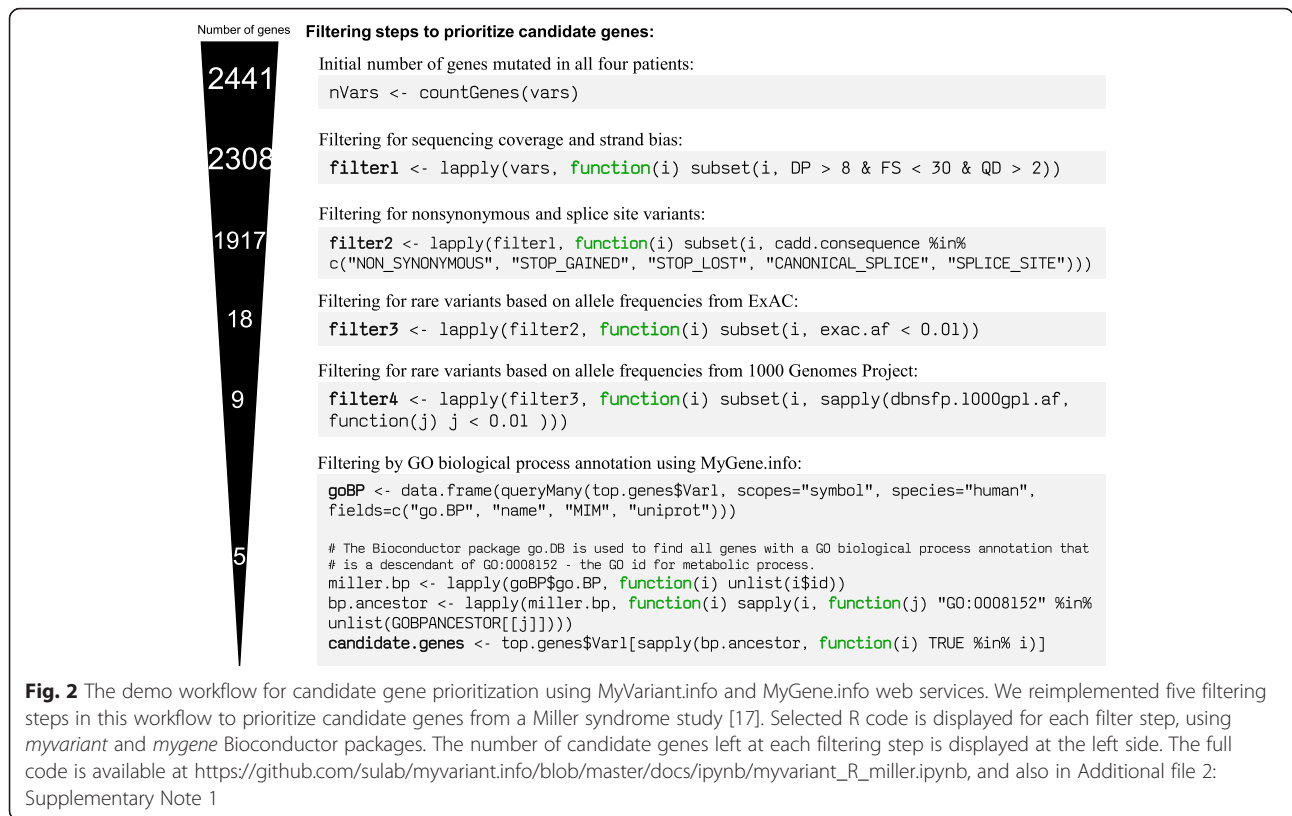 Number of genes
Filtering steps to prioritize candidate genes:
2441
Initial number of genes mutated in all four patients:
nVars <- countGenes(vars)
2308
Filtering for sequencing coverage and strand bias:
filter1 <- lapply(vars, function(i) subset(i, DP > 8 & FS < 30 & QD > 2))
1917
Filtering for nonsynonymous and splice site variants:
filter2 <- lapply(filter1, function(i) subset(i, cadd.consequence %in%
c("NON_SYNONYMOUS", "STOP_GAINED", "STOP_LOST", "CANONICAL_SPLICE", "SPLICE_SITE")))
18
Filtering for rare variants based on allele frequencies from ExAC:
filter3 <- lapply(filter2, function(i) subset(i, exac.af < 0.01))
9
Filtering for rare variants based on allele frequencies from 1000 Genomes Project:
filter4 <- lapply(filter3, function(i) subset(i, sapply(dbnsfp.1000gp1.af,
function(j) j < 0.01 )))
5
Filtering by GO biological process annotation using MyGene.info:
goBP <- data.frame(queryMany(top.genes$Var1, scopes="symbol", species="human",
fields=c("go.BP", "name", "MIM", "uniprot")))
# The Bioconductor package go.DB is used to find all genes with a GO biological process annotation that
# is a descendant of GO:0008152 - the GO id for metabolic process.
miller.bp <- lapply(goBP$go.BP, function(i) unlist(i$id))
bp.ancestor <- lapply(miller.bp, function(i) sapply(i, function(j) "GO:0008152" %in%
unlist(GOBPANCESTOR[[j]])))
candidate.genes <- top.genes$Var1[sapply(bp.ancestor, function(i) TRUE %in% i)]
Fig. 2 The demo workflow for candidate gene prioritization using MyVariant.info and MyGene.info web services. We reimplemented five filtering
steps in this workflow to prioritize candidate genes from a Miller syndrome study [17]. Selected R code is displayed for each filter step, using
myvariant and mygene Bioconductor packages. The number of candidate genes left at each filtering step is displayed at the left side. The full
code is available at https://github.com/sulab/myvariant.info/blob/master/docs/ipynb/myvariant_R_miller.ipynb, and also in Additional file 2:
Supplementary Note 1